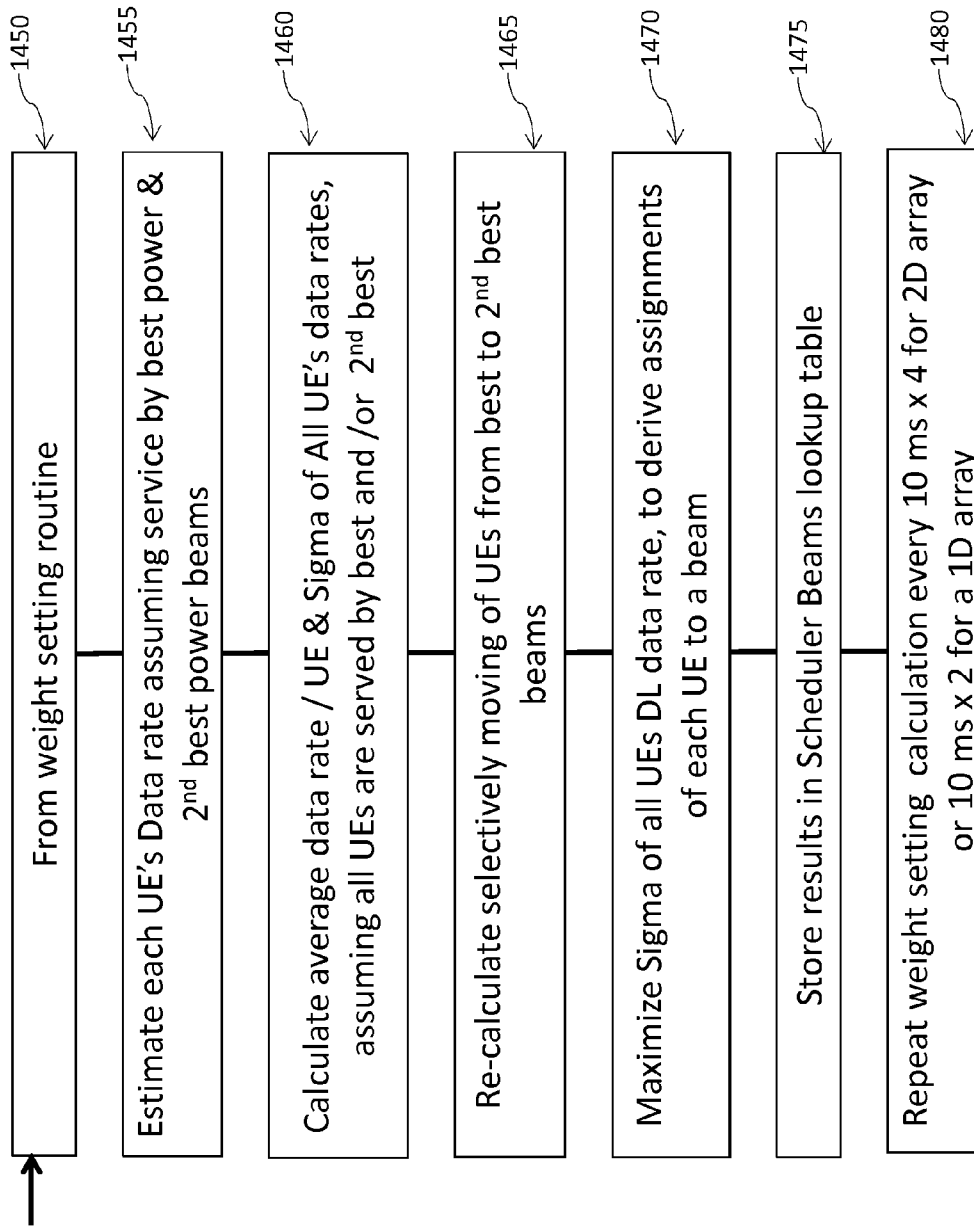 From weight setting routine
1450
Estimate each UE's Data rate assuming service by best power &
2nd best power beams
1455
Calculate average data rate / UE & Sigma of All UE's data rates,
assuming all UEs are served by best and /or 2nd best
1460
Re-calculate selectively moving of UEs from best to 2nd best
beams
1465
Maximize Sigma of all UEs DL data rate, to derive assignments
of each UE to a beam
1470
Store results in Scheduler Beams lookup table
1475
Repeat weight setting calculation every 10 ms x 4 for 2D array
or 10 ms x 2 for a 1D array
1480